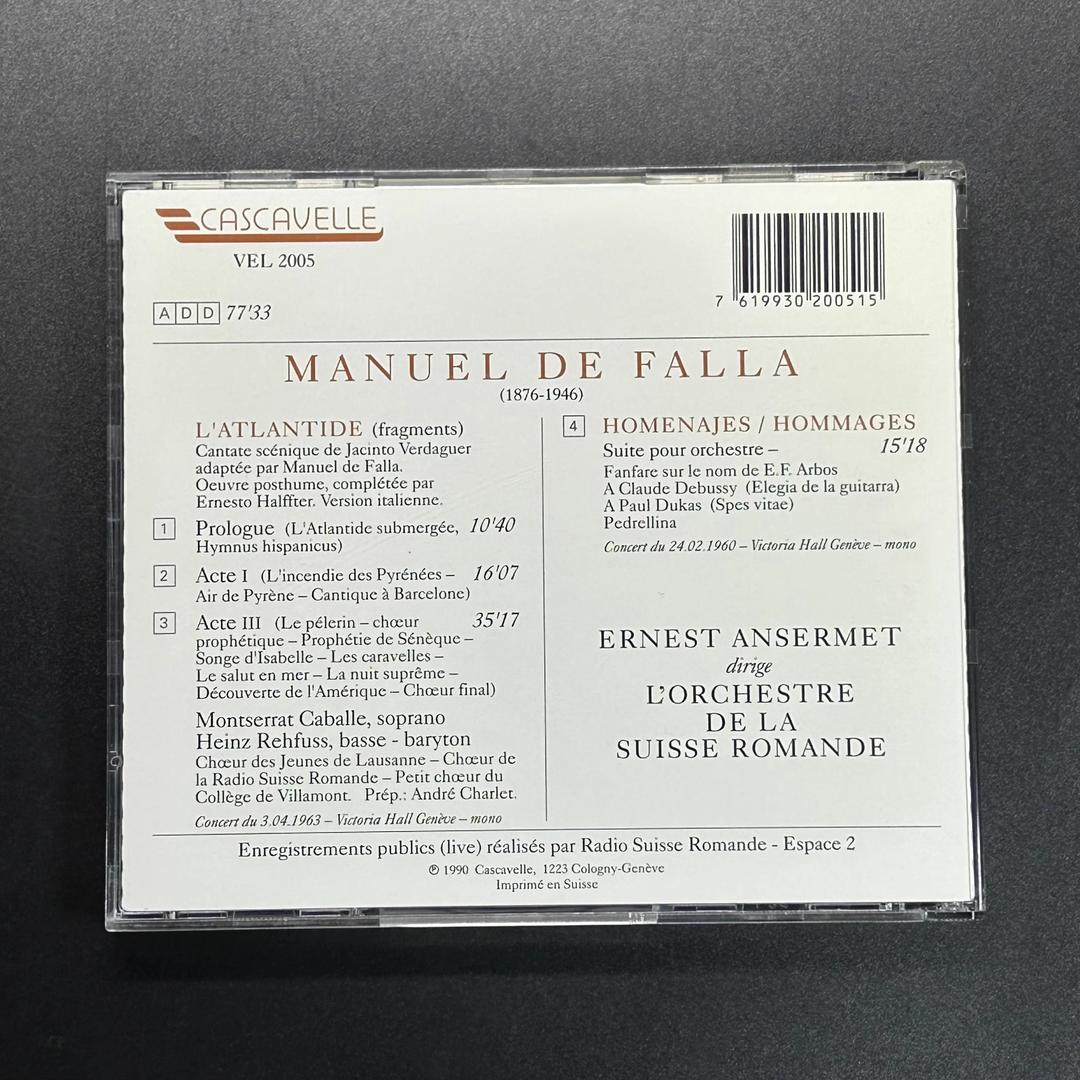 CASCAVELLE
VEL 2005
7 619930 200515
A D D 77'33
MANUEL DE FALLA
(1876-1946)
L'ATLANTIDE (fragments)
Cantate scénique de Jacinto Verdaguer
adaptée par Manuel de Falla.
Oeuvre posthume, complétée par
Ernesto Halffter. Version italienne.
1 Prologue (L'Atlantide submergée, 10'40
Hymnus hispanicus)
2 Acte I (L'incendie des Pyrénées – 16'07
Air de Pyrène – Cantique à Barcelone)
3 Acte III (Le pélerin – chœur 35'17
prophétique – Prophétie de Sénèque –
Songe d'Isabelle – Les caravelles –
Le salut en mer – La nuit suprême –
Découverte de l'Amérique – Chœur final)
Montserrat Caballe, soprano
Heinz Rehfuss, basse - baryton
Chœur des Jeunes de Lausanne – Chœur de
la Radio Suisse Romande – Petit chœur du
Collège de Villamont. Prép.: André Charlet.
Concert du 3.04.1963 – Victoria Hall Genève – mono
4 HOMENAJES / HOMMAGES
Suite pour orchestre – 15'18
Fanfare sur le nom de E.F. Arbos
A Claude Debussy (Elegia de la guitarra)
A Paul Dukas (Spes vitae)
Pedrellina
Concert du 24.02.1960 – Victoria Hall Genève – mono
ERNEST ANSERMET
dirige
L'ORCHESTRE
DE LA
SUISSE ROMANDE
Enregistrements publics (live) réalisés par Radio Suisse Romande - Espace 2
℗ 1990 Cascavelle, 1223 Cologny-Genève
Imprimé en Suisse